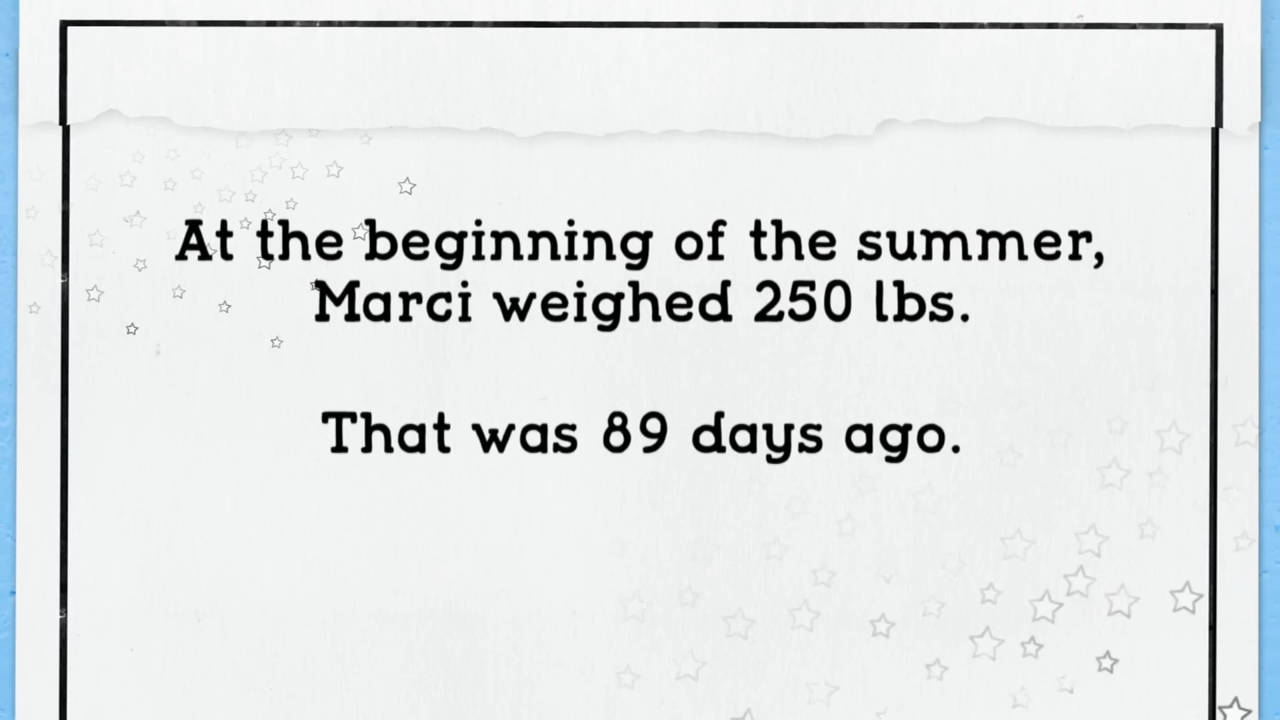 At the beginning of the summer,
Marci weighed 250 lbs.
That was 89 days ago.